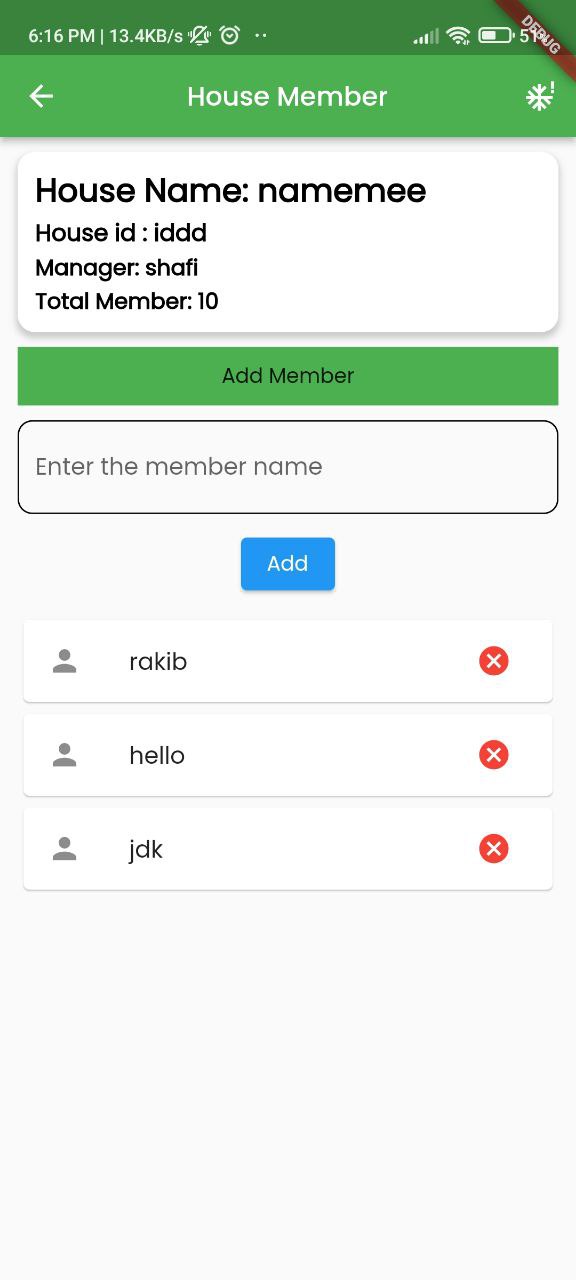 6:16 PM | 13.4KB/s
DEBUG
House Member
House Name: namemee
House id : iddd
Manager: shafi
Total Member: 10
Add Member
Enter the member name
Add
rakib
hello
jdk